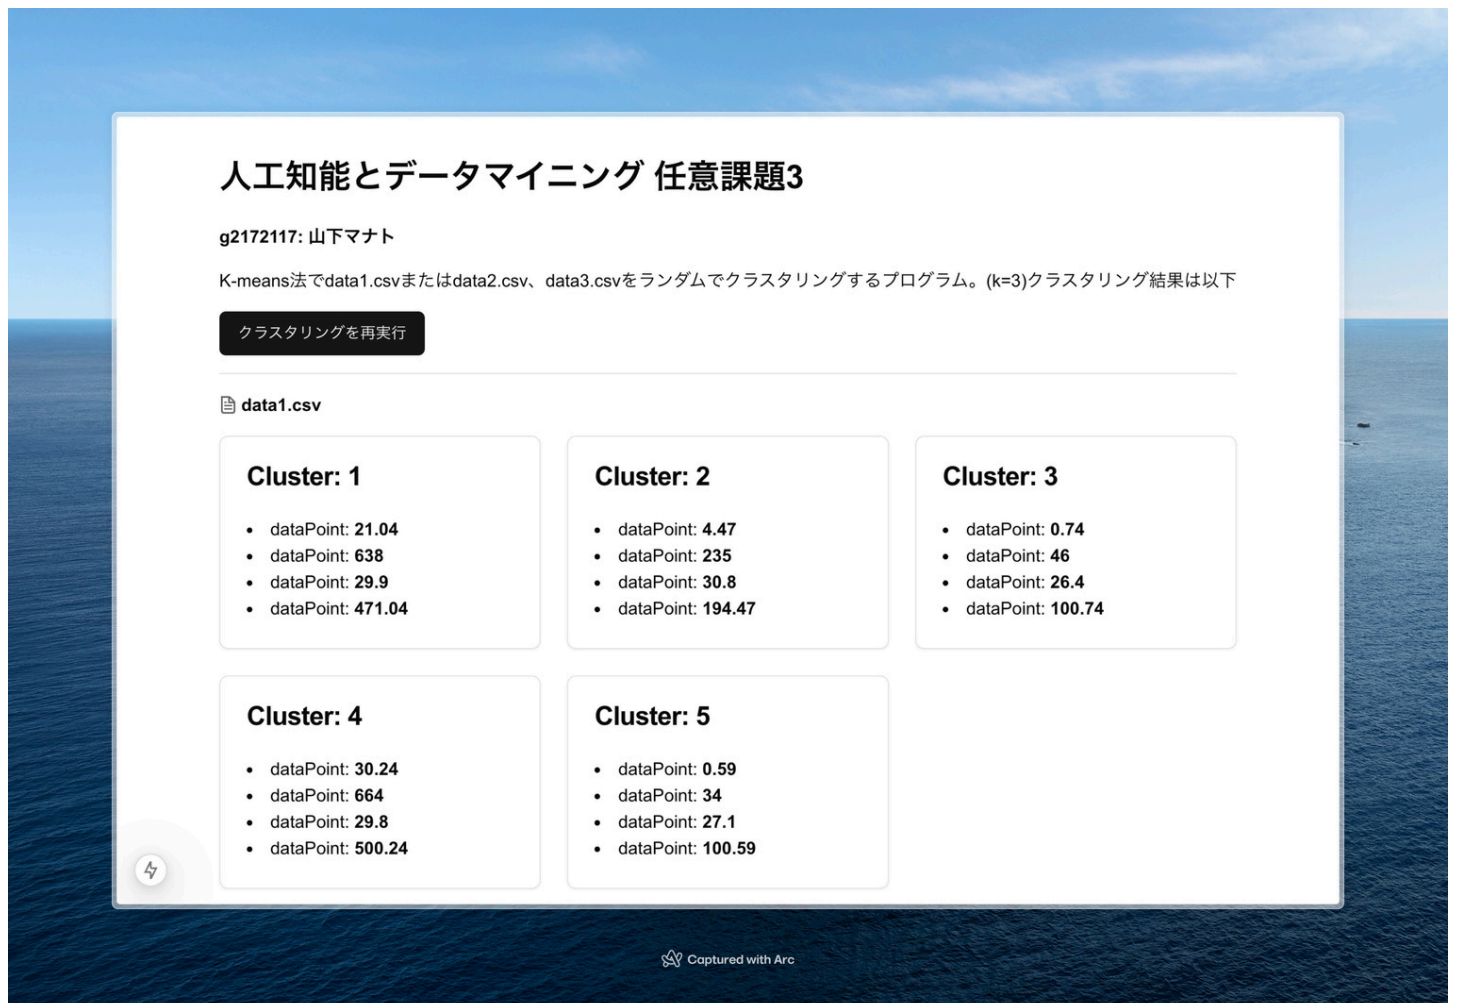 人工知能とデータマイニング 任意課題3
g2172117: 山下マナト
K-means法でdata1.csvまたはdata2.csv、data3.csvをランダムでクラスタリングするプログラム。(k=3)クラスタリング結果は以下
クラスタリングを再実行
data1.csv
Cluster: 1
dataPoint: 21.04
dataPoint: 638
dataPoint: 29.9
dataPoint: 471.04
Cluster: 2
dataPoint: 4.47
dataPoint: 235
dataPoint: 30.8
dataPoint: 194.47
Cluster: 3
dataPoint: 0.74
dataPoint: 46
dataPoint: 26.4
dataPoint: 100.74
Cluster: 4
dataPoint: 30.24
dataPoint: 664
dataPoint: 29.8
dataPoint: 500.24
Cluster: 5
dataPoint: 0.59
dataPoint: 34
dataPoint: 27.1
dataPoint: 100.59
Captured with Arc